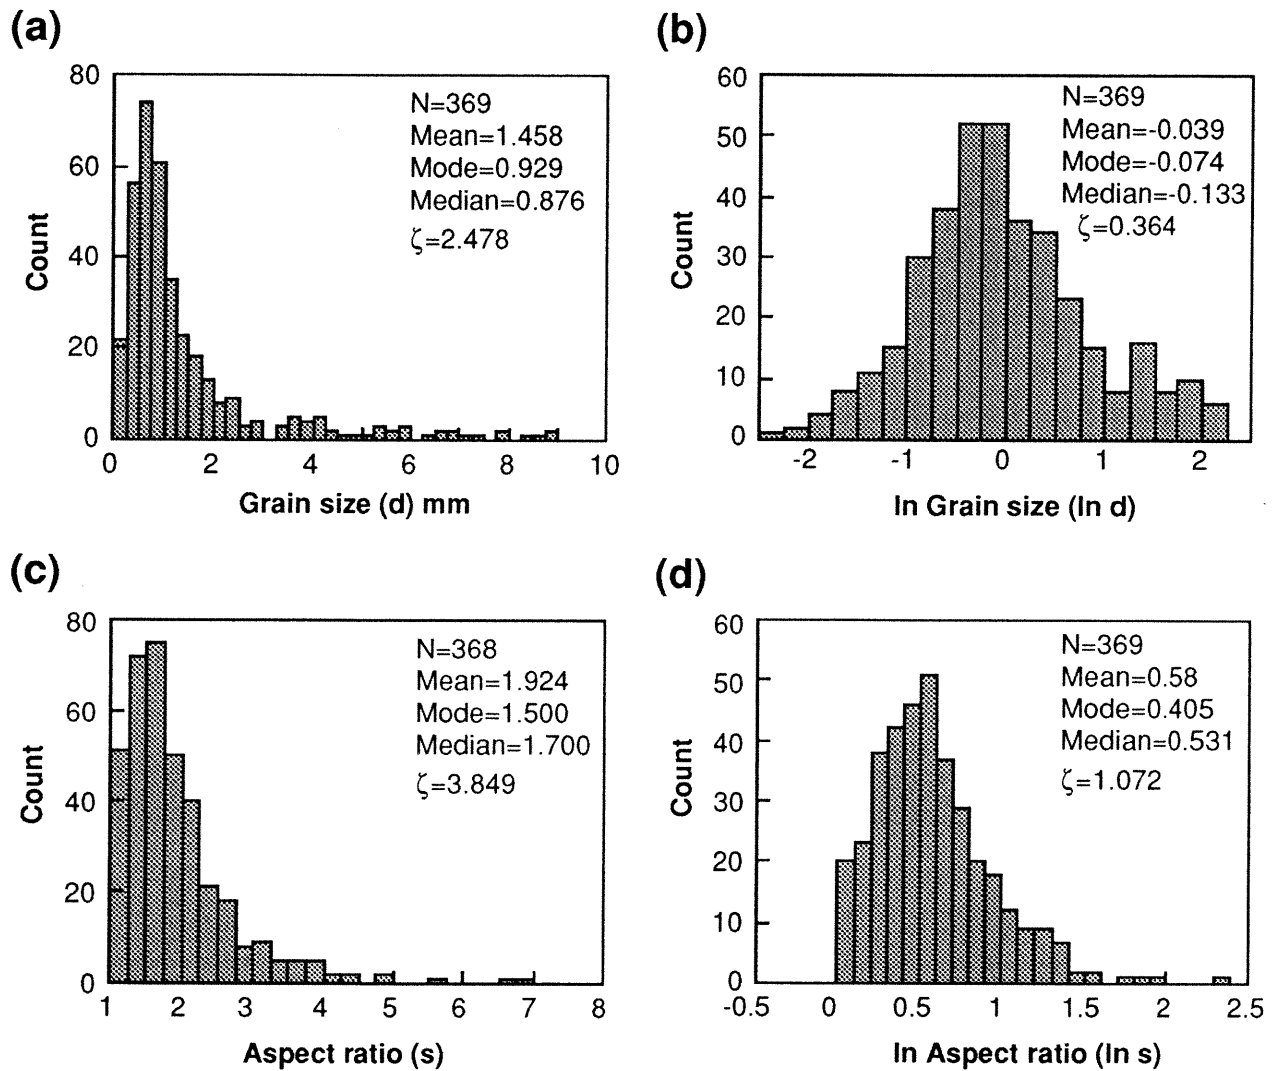 (a)
80
60
40
20
0
Count
N=369
Mean=1.458
Mode=0.929
Median=0.876
ζ=2.478
0 2 4 6 8 10
Grain size (d) mm
(b)
60
50
40
30
20
10
0
Count
N=369
Mean=-0.039
Mode=-0.074
Median=-0.133
ζ=0.364
-2 -1 0 1 2
ln Grain size (ln d)
(c)
80
60
40
20
0
Count
N=368
Mean=1.924
Mode=1.500
Median=1.700
ζ=3.849
1 2 3 4 5 6 7 8
Aspect ratio (s)
(d)
60
50
40
30
20
10
0
Count
N=369
Mean=0.58
Mode=0.405
Median=0.531
ζ=1.072
-0.5 0 0.5 1 1.5 2 2.5
ln Aspect ratio (ln s)